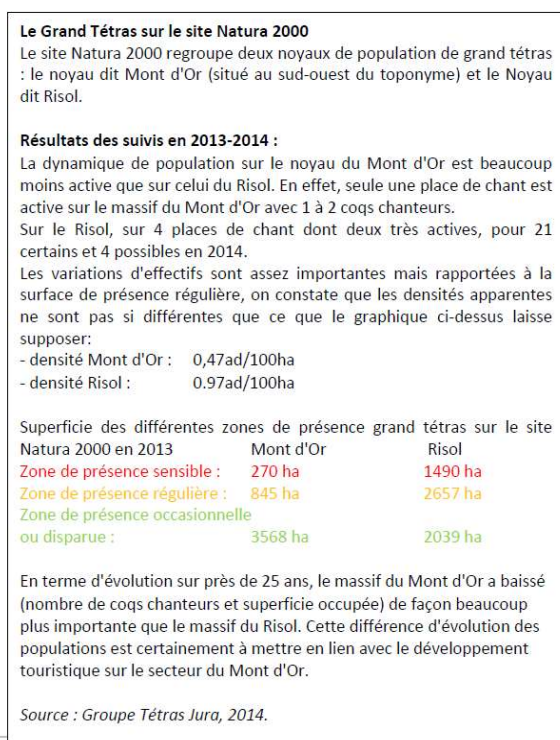 Le Grand Tétras sur le site Natura 2000
Le site Natura 2000 regroupe deux noyaux de population de grand tétras
: le noyau dit Mont d'Or (situé au sud-ouest du toponyme) et le Noyau
dit Risol.
Résultats des suivis en 2013-2014 :
La dynamique de population sur le noyau du Mont d'Or est beaucoup
moins active que sur celui du Risol. En effet, seule une place de chant est
active sur le massif du Mont d'Or avec 1 à 2 coqs chanteurs.
Sur le Risol, sur 4 places de chant dont deux très actives, pour 21
certains et 4 possibles en 2014.
Les variations d'effectifs sont assez importantes mais rapportées à la
surface de présence régulière, on constate que les densités apparentes
ne sont pas si différentes que ce que le graphique ci-dessus laisse
supposer:
- densité Mont d'Or : 0,47ad/100ha
- densité Risol : 0.97ad/100ha
Superficie des différentes zones de présence grand tétras sur le site
Natura 2000 en 2013 Mont d'Or Risol
Zone de présence sensible : 270 ha 1490 ha
Zone de présence régulière : 845 ha 2657 ha
Zone de présence occasionnelle
ou disparue : 3568 ha 2039 ha
En terme d'évolution sur près de 25 ans, le massif du Mont d'Or a baissé
(nombre de coqs chanteurs et superficie occupée) de façon beaucoup
plus importante que le massif du Risol. Cette différence d'évolution des
populations est certainement à mettre en lien avec le développement
touristique sur le secteur du Mont d'Or.
Source : Groupe Tétras Jura, 2014.